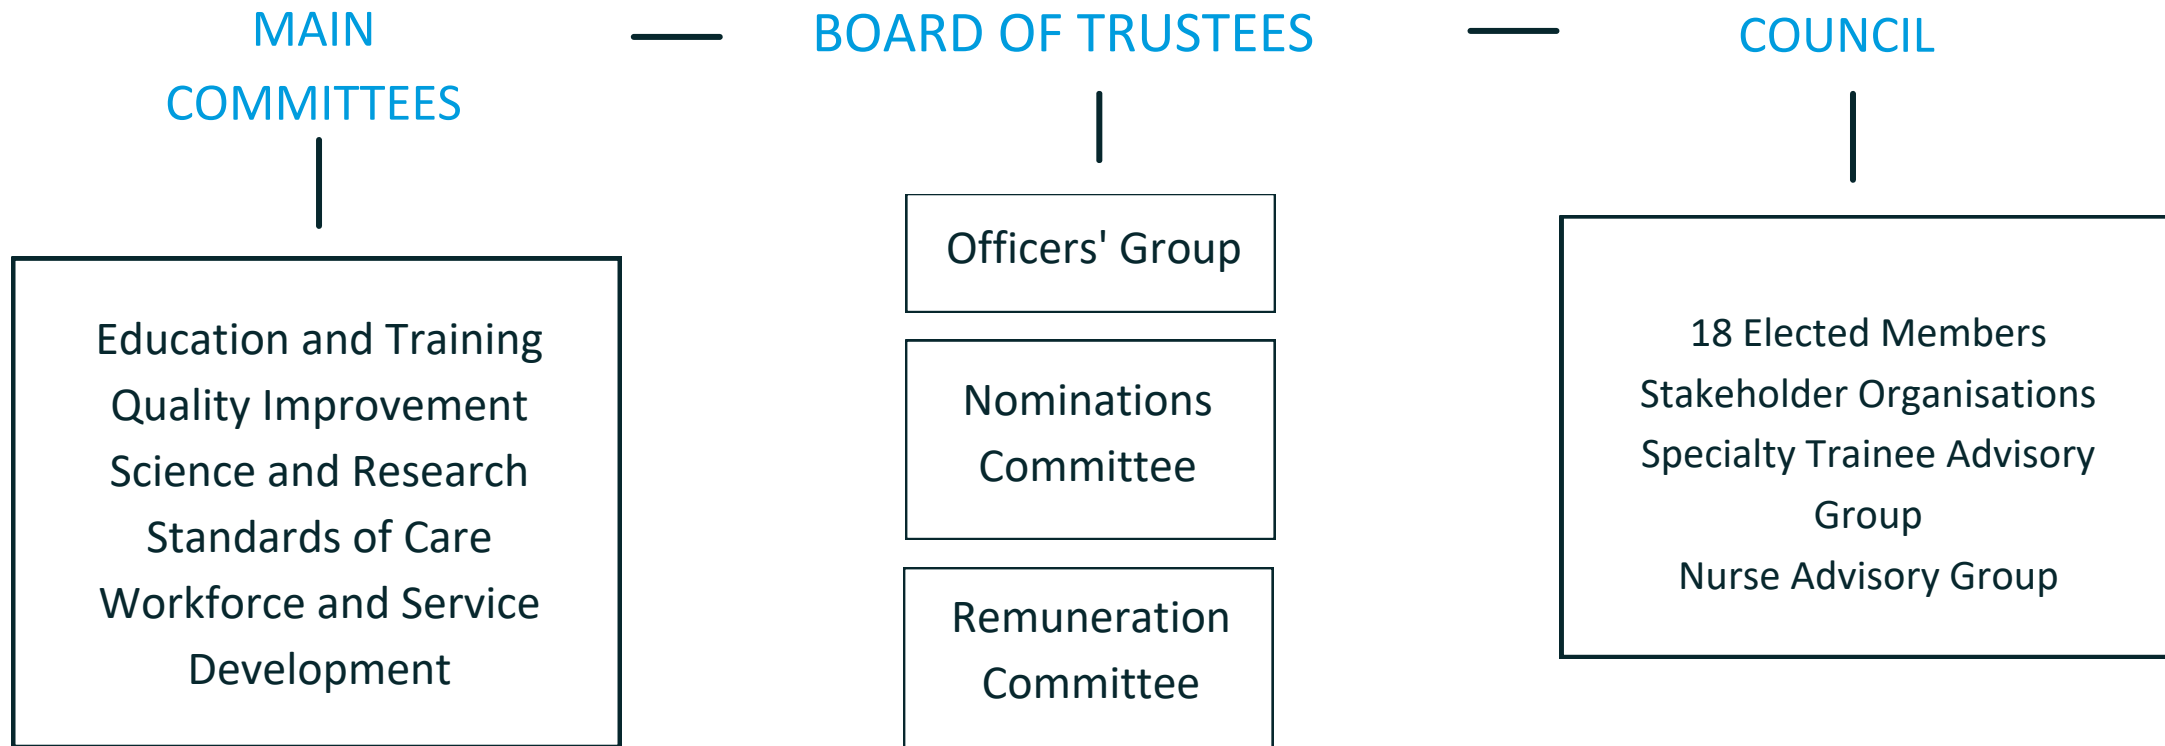 MAIN
COMMITTEES
Education and Training
Quality Improvement
Science and Research
Standards of Care
Workforce and Service
Development
BOARD OF TRUSTEES
Officers' Group
Nominations
Committee
Remuneration
Committee
COUNCIL
18 Elected Members
Stakeholder Organisations
Specialty Trainee Advisory
Group
Nurse Advisory Group